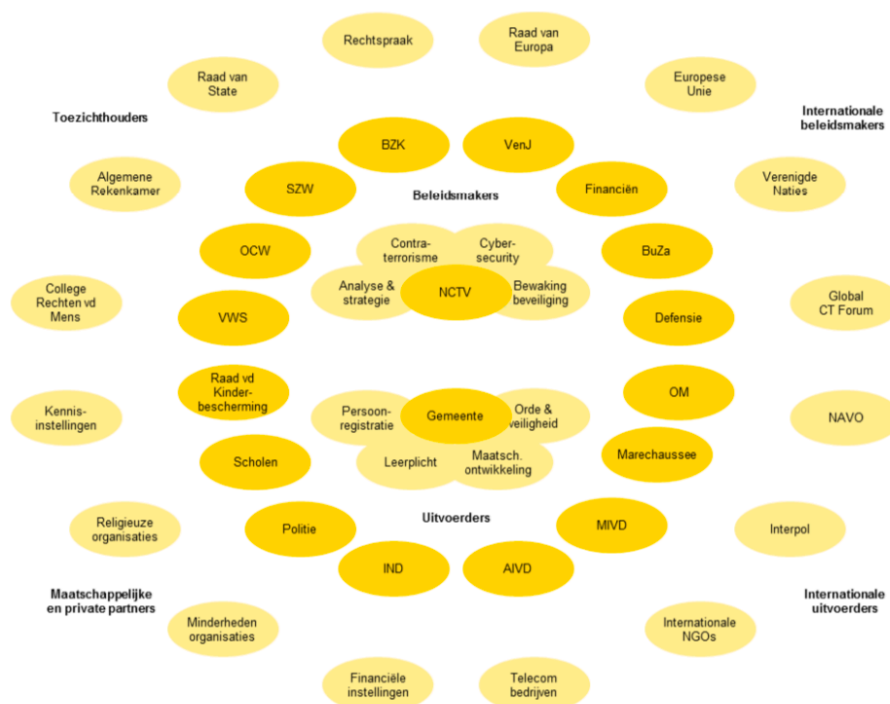 Rechtspraak
Raad van
Europa
Raad van
State
Europese
Unie
Toezichthouders
Internationale
beleidsmakers
BZK
VenJ
Algemene
Rekenkamer
SZW
Beleidsmakers
Financiën
Verenigde
Naties
OCW
Contra-
terrorisme
Cyber-
security
BuZa
College
Rechten vd
Mens
VWS
Analyse &
strategie
NCTV
Bewaking
beveiliging
Defensie
Global
CT Forum
Raad vd
Kinder-
bescherming
OM
Kennis-
instellingen
Persoon-
registratie
Gemeente
Orde &
veiligheid
NAVO
Scholen
Leerplicht
Maatsch.
ontwikkeling
Marechaussee
Religieuze
organisaties
Politie
Uitvoerders
MIVD
Interpol
IND
AIVD
Maatschappelijke
en private partners
Internationale
uitvoerders
Minderheden
organisaties
Internationale
NGOs
Financiële
instellingen
Telecom
bedrijven